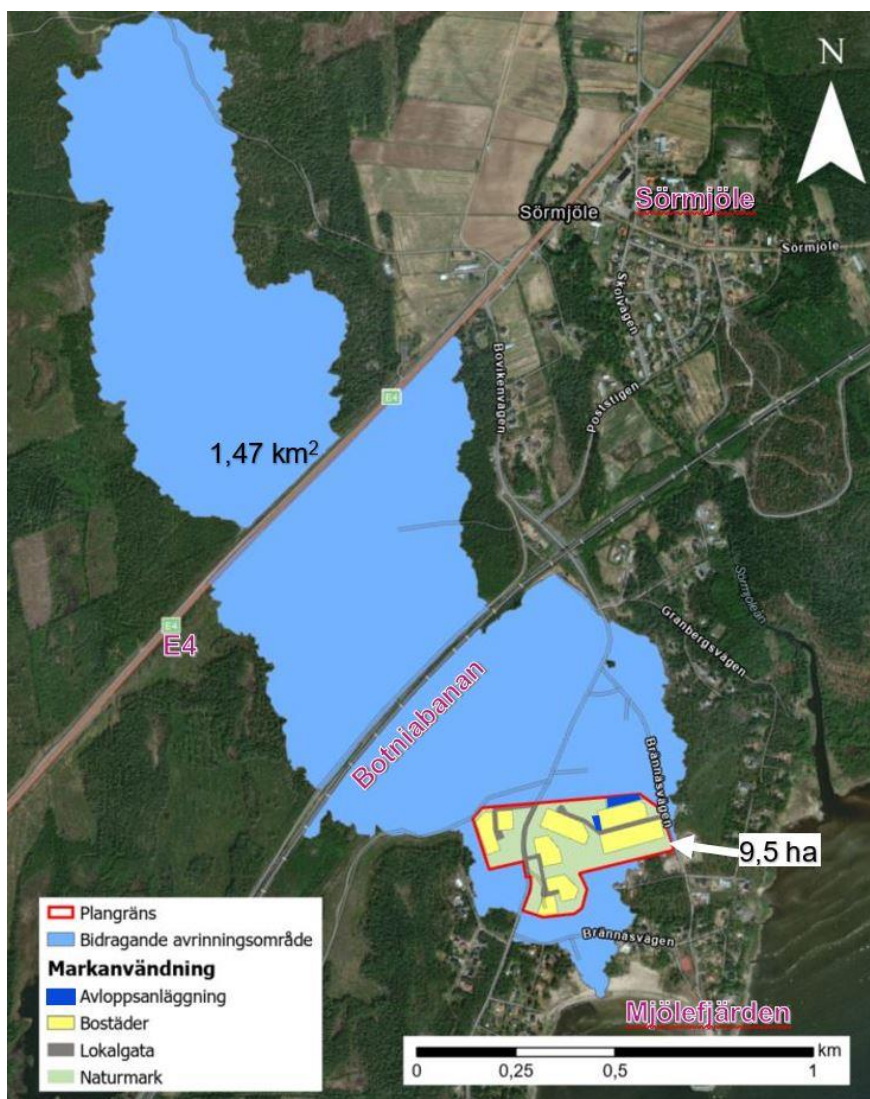 N
Sörmjöle
Sörmjöle
Sörmjöle
Skolvägen
Bovikenvägen
Poststigen
E4
1,47 km²
Sörmjöleån
Granbergsvägen
E4
E4
Botniabanan
Brännäsvägen
9,5 ha
Brännäsvägen
Mjölefjärden
Plangräns
Bidragande avrinningsområde
Markanvändning
Avloppsanläggning
Bostäder
Lokalgata
Naturmark
km
0 0,25 0,5 1